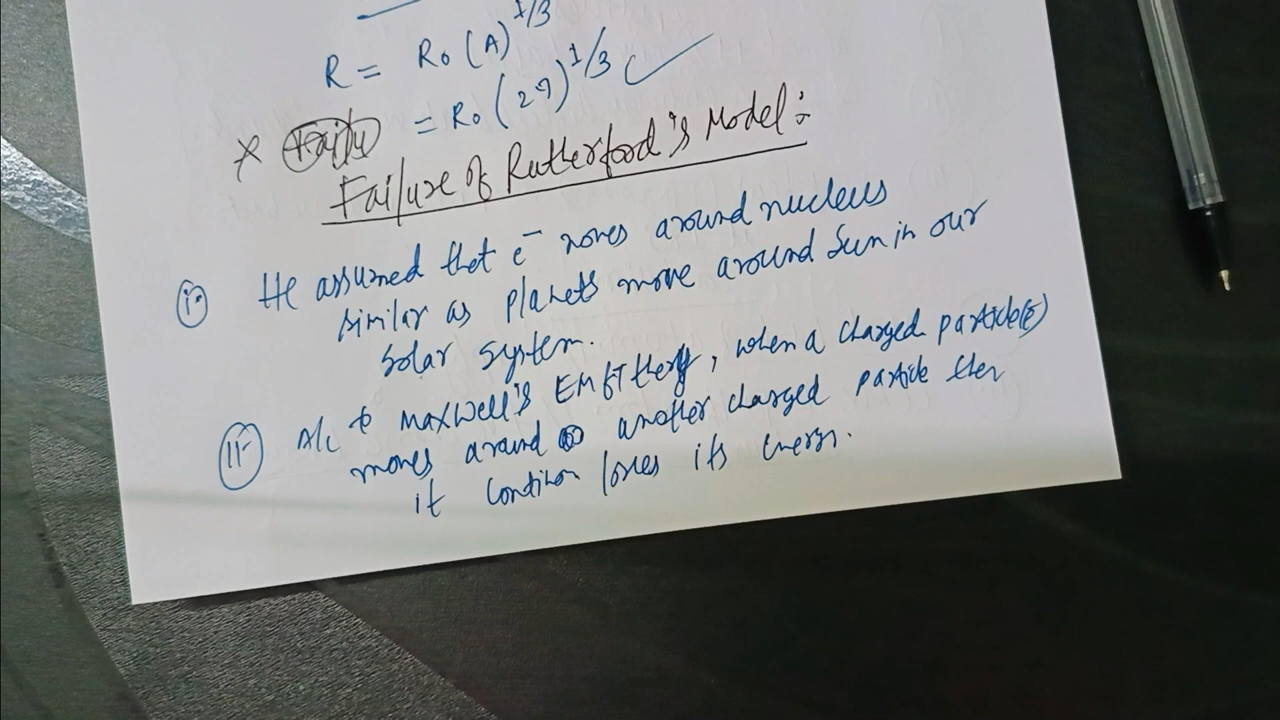 R = R₀ (A)^1/3
= R₀ (27)^1/3 ✓
×
Failure of Rutherford's Model :-
(i) He assumed that e⁻ moves around nucleus
similar as planets move around Sun in our
Solar system.
(ii) A/c to Maxwell's EMFT theory, when a charged particle(e⁻)
moves around another charged particle then
it continon loses its energy.